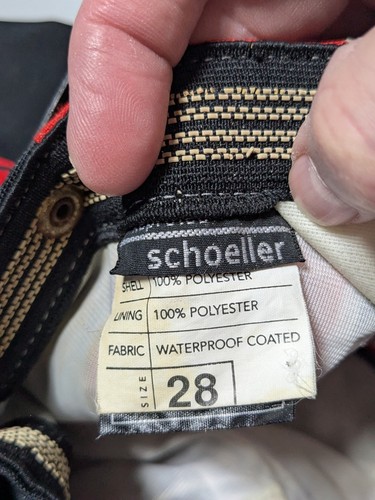 schoeller
SHELL 100% POLYESTER
LINING 100% POLYESTER
FABRIC WATERPROOF COATED
SIZE 28